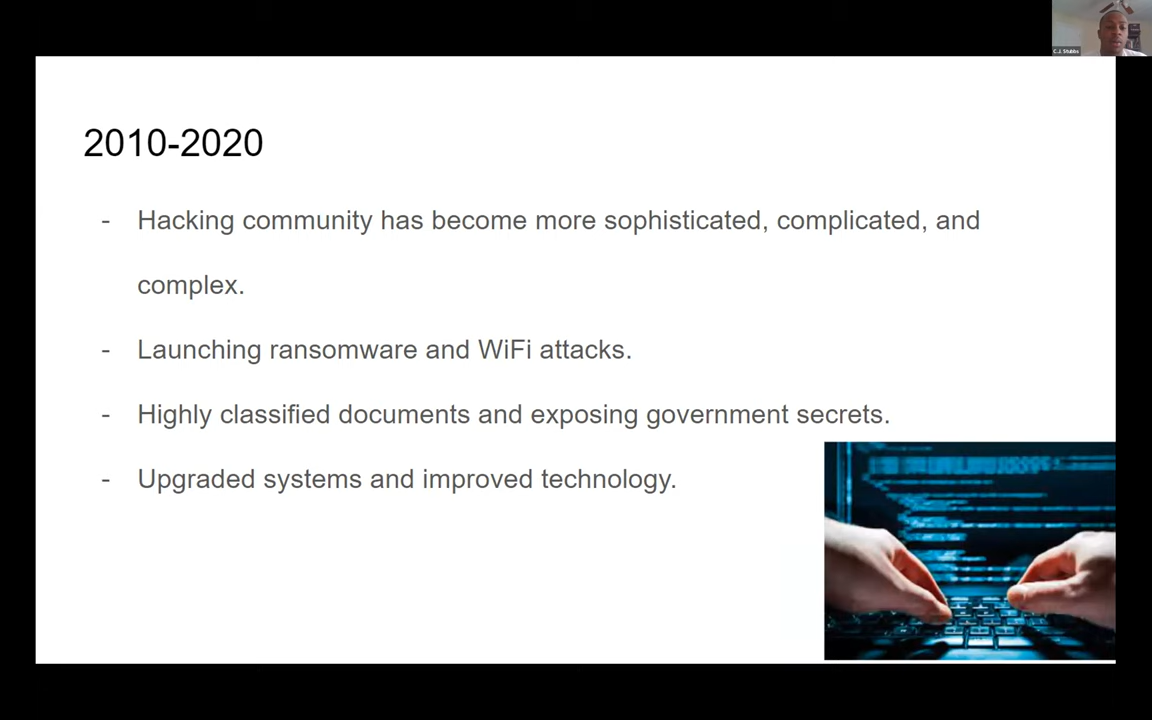 C.J. Stubbs
2010-2020
- Hacking community has become more sophisticated, complicated, and
complex.
- Launching ransomware and WiFi attacks.
- Highly classified documents and exposing government secrets.
- Upgraded systems and improved technology.